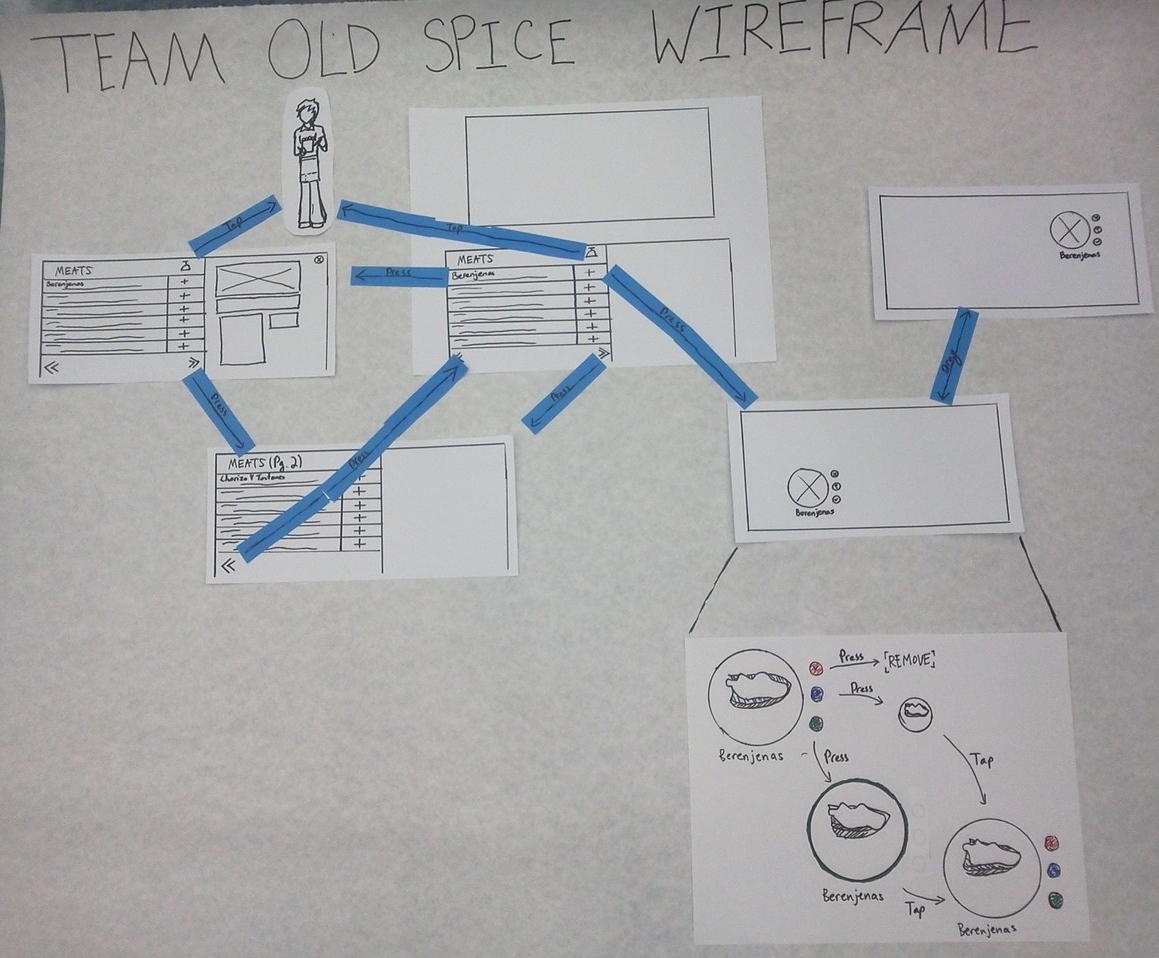 TEAM OLD SPICE WIREFRAME
Tap
Tap
MEATS
Berenjenas
MEATS
Berenjenas
Press
Press
Press
Press
Press
MEATS (Pg. 2)
Chorizo Y Tostones
Berenjenas
Drag
Berenjenas
Berenjenas
Press
[REMOVE]
Press
Press
Tap
Berenjenas
Tap
Berenjenas